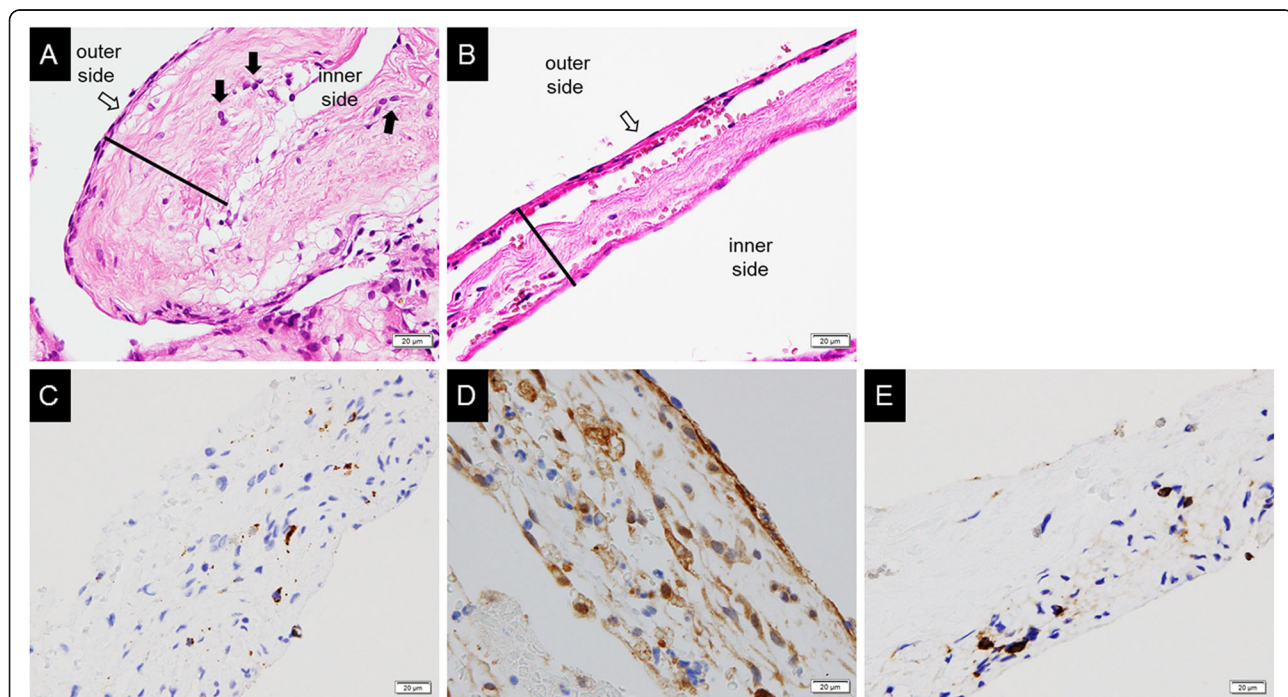 A
outer
side
inner
side
20 µm
B
outer
side
inner
side
20 µm
C
20 µm
D
20 µm
E
20 µm